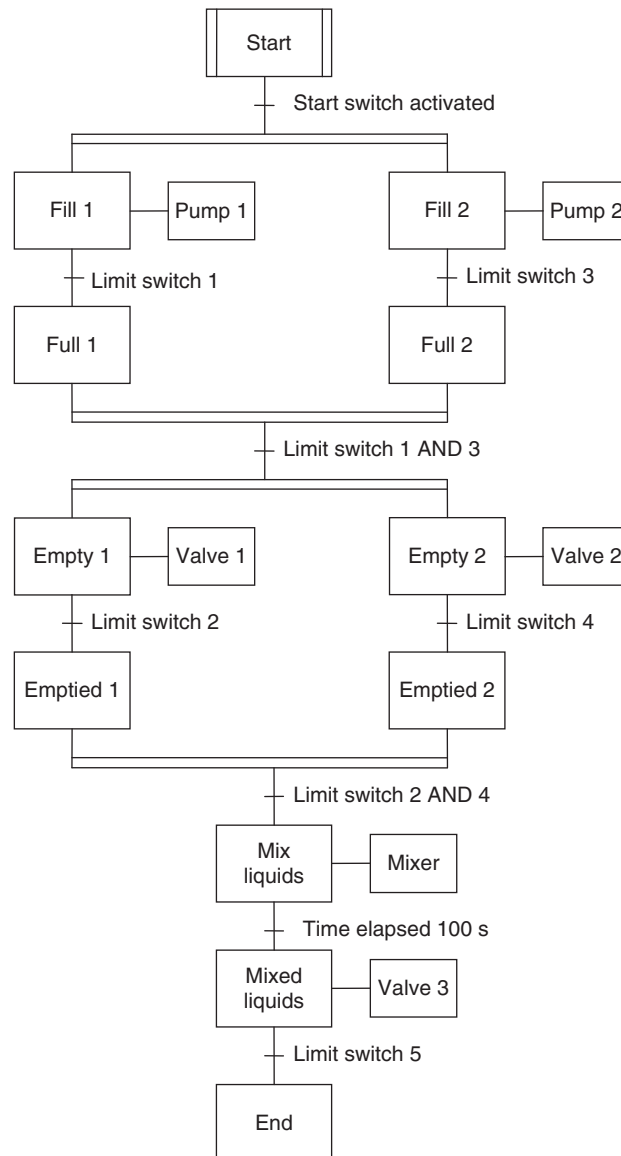 Start
Start switch activated
Fill 1
Pump 1
Fill 2
Pump 2
Limit switch 1
Limit switch 3
Full 1
Full 2
Limit switch 1 AND 3
Empty 1
Valve 1
Empty 2
Valve 2
Limit switch 2
Limit switch 4
Emptied 1
Emptied 2
Limit switch 2 AND 4
Mix
liquids
Mixer
Time elapsed 100 s
Mixed
liquids
Valve 3
Limit switch 5
End